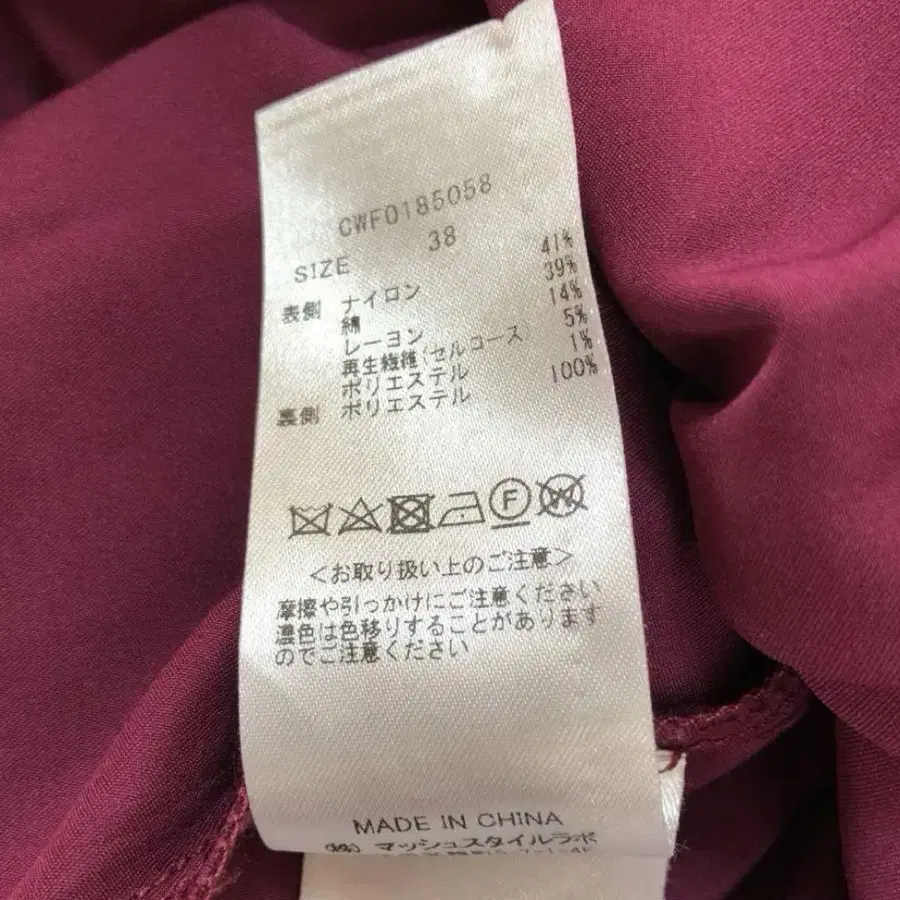 CWFO185058
SIZE 38
表側 ナイロン 41%
綿 39%
レーヨン 14%
再生繊維(セルロース) 5%
ポリエステル 1%
裏側 ポリエステル 100%
F W
<お取り扱い上のご注意>
摩擦や引っかけにご注意ください
濃色は色移りすることがあります
のでご注意ください
MADE IN CHINA
(株) マッシュスタイルラボ